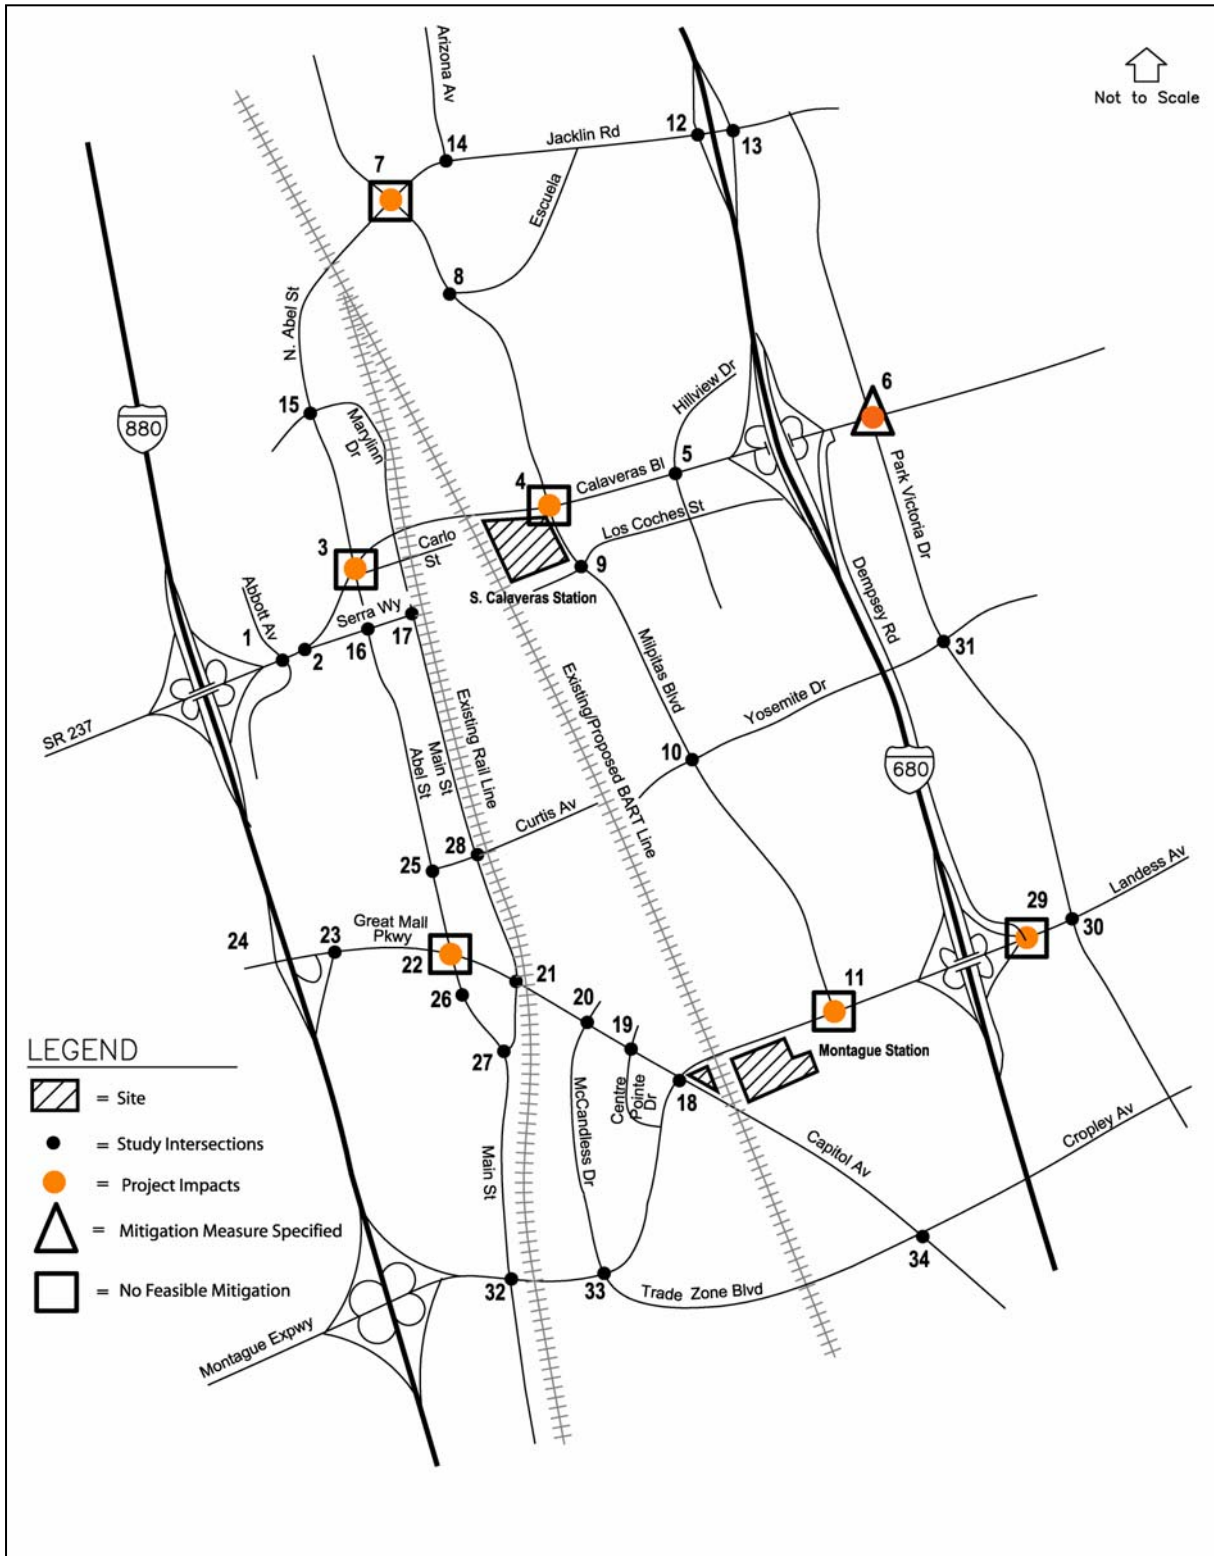 Arizona Av
Not to Scale
12
13
Jacklin Rd
14
7
Escuela
8
N. Abel St
Hillview Dr
6
15
Marylinn
Dr
880
5
Calaveras Bl
4
Park Victoria Dr
Los Coches St
Carlo
St
3
9
Dempsey Rd
S. Calaveras Station
Abbott Av
Serra Wy
1
2
16
17
31
Milpitas Blvd
Existing/Proposed BART Line
Yosemite Dr
SR 237
Existing Rail Line
Main St
Abel St
10
680
Curtis Av
28
25
Landess Av
29
30
Great Mall
Pkwy
24
23
22
21
26
20
19
11
27
Montague Station
LEGEND
= Site
= Study Intersections
= Project Impacts
= Mitigation Measure Specified
= No Feasible Mitigation
Centre
Pointe
Dr
18
McCandless Dr
Main St
Capitol Av
Cropley Av
34
32
33
Trade Zone Blvd
Montague Expwy